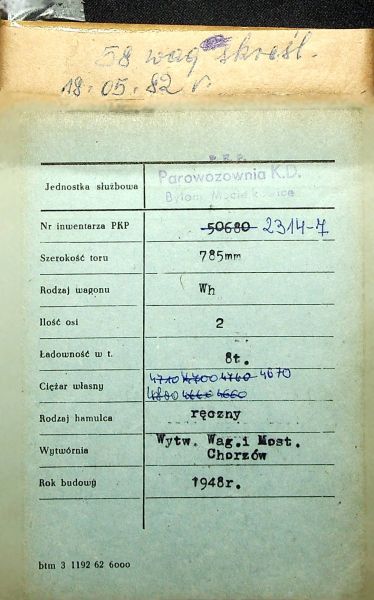 58 wag skreśl.
18.05.82 r.
P.K.P.
Jednostka służbowa Parowozownia K.D.
Bytom
Nr inwentarza PKP 50680 2314-7
Szerokość toru 785mm
Rodzaj wagonu Wh
Ilość osi 2
Ładowność w t. 8t.
4710 4700 4760 4670
Ciężar własny 4880 4660 4660
Rodzaj hamulca ręczny
Wytwórnia Wytw. Wag.i Most.
Chorzów
Rok budowy 1948r.
btm 3 1192 62 6000